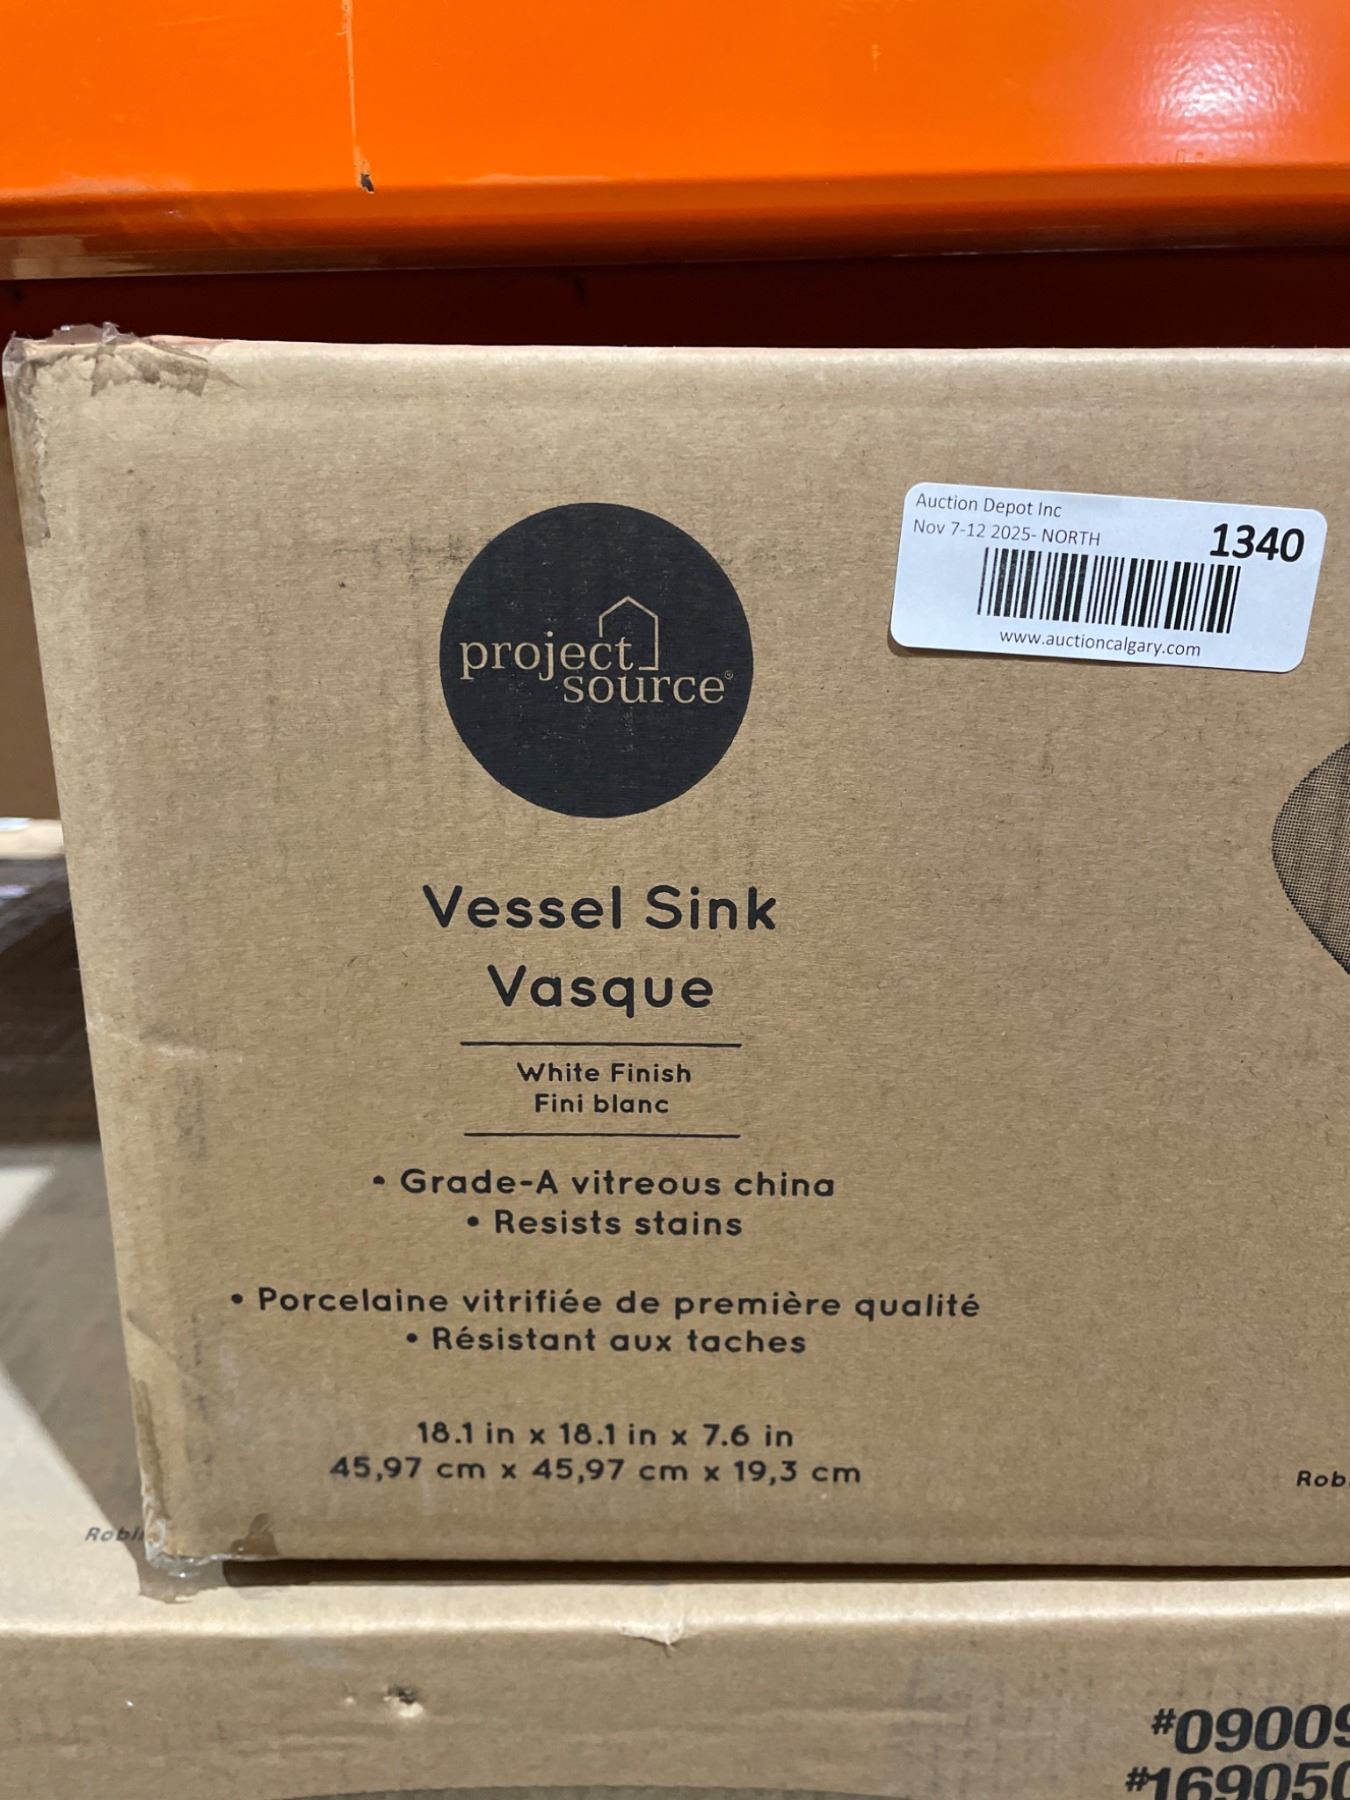 Auction Depot Inc
Nov 7-12 2025- NORTH
1340
www.auctioncalgary.com
project
source®
Vessel Sink
Vasque
White Finish
Fini blanc
• Grade-A vitreous china
• Resists stains
• Porcelaine vitrifiée de première qualité
• Résistant aux taches
18.1 in x 18.1 in x 7.6 in
45,97 cm x 45,97 cm x 19,3 cm